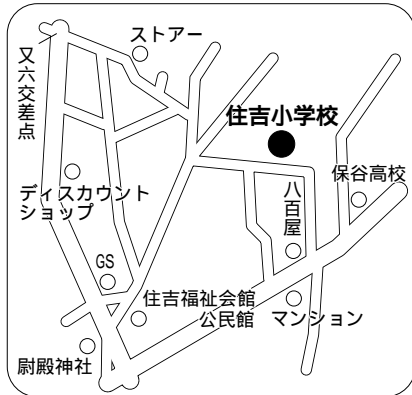 ストアー
又六交差点
住吉小学校
保谷高校
ディスカウント
ショップ
八百屋
GS
住吉福祉会館
公民館
マンション
尉殿神社